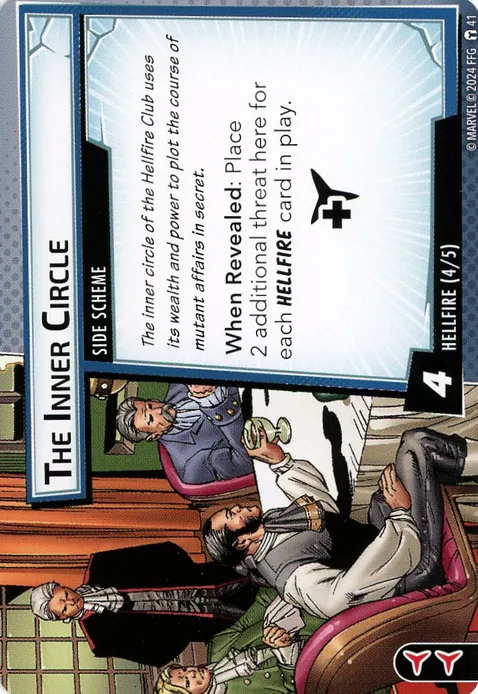 THE INNER CIRCLE
SIDE SCHEME
The inner circle of the Hellfire Club uses
its wealth and power to plot the course of
mutant affairs in secret.
When Revealed: Place
2 additional threat here for
each HELLFIRE card in play.
4
HELLFIRE (4/5)
© MARVEL © 2024 FFG 41